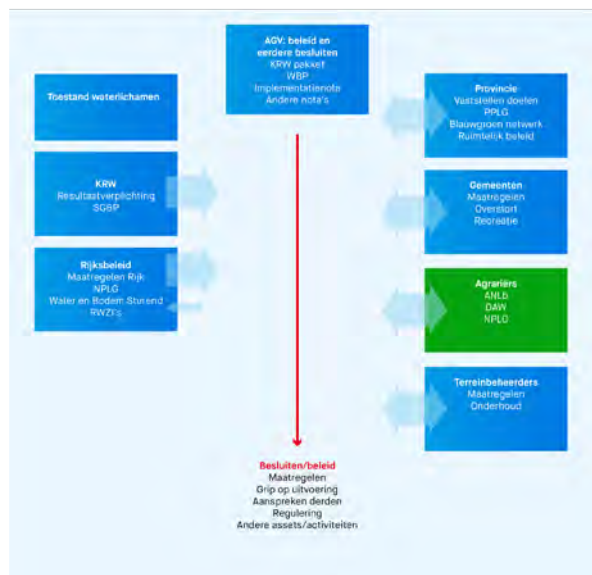 AGV: beleid en
eerdere besluiten
KRW pakket
WBP
Implementatienota
Andere nota's
Toestand waterlichamen
KRW
Resultaatverplichting
SGBP
Rijksbeleid
Maatregelen Rijk
NPLG
Water en Bodem Sturend
RWZI's
Provincie
Vaststellen doelen
PPLG
Blauwgroen netwerk
Ruimtelijk beleid
Gemeenten
Maatregelen
Overstort
Recreatie
Agrariërs
ANLb
DAW
NPLG
Terreinbeheerders
Maatregelen
Onderhoud
Besluiten/beleid
Maatregelen
Grip op uitvoering
Aanspreken derden
Regulering
Andere assets/activiteiten